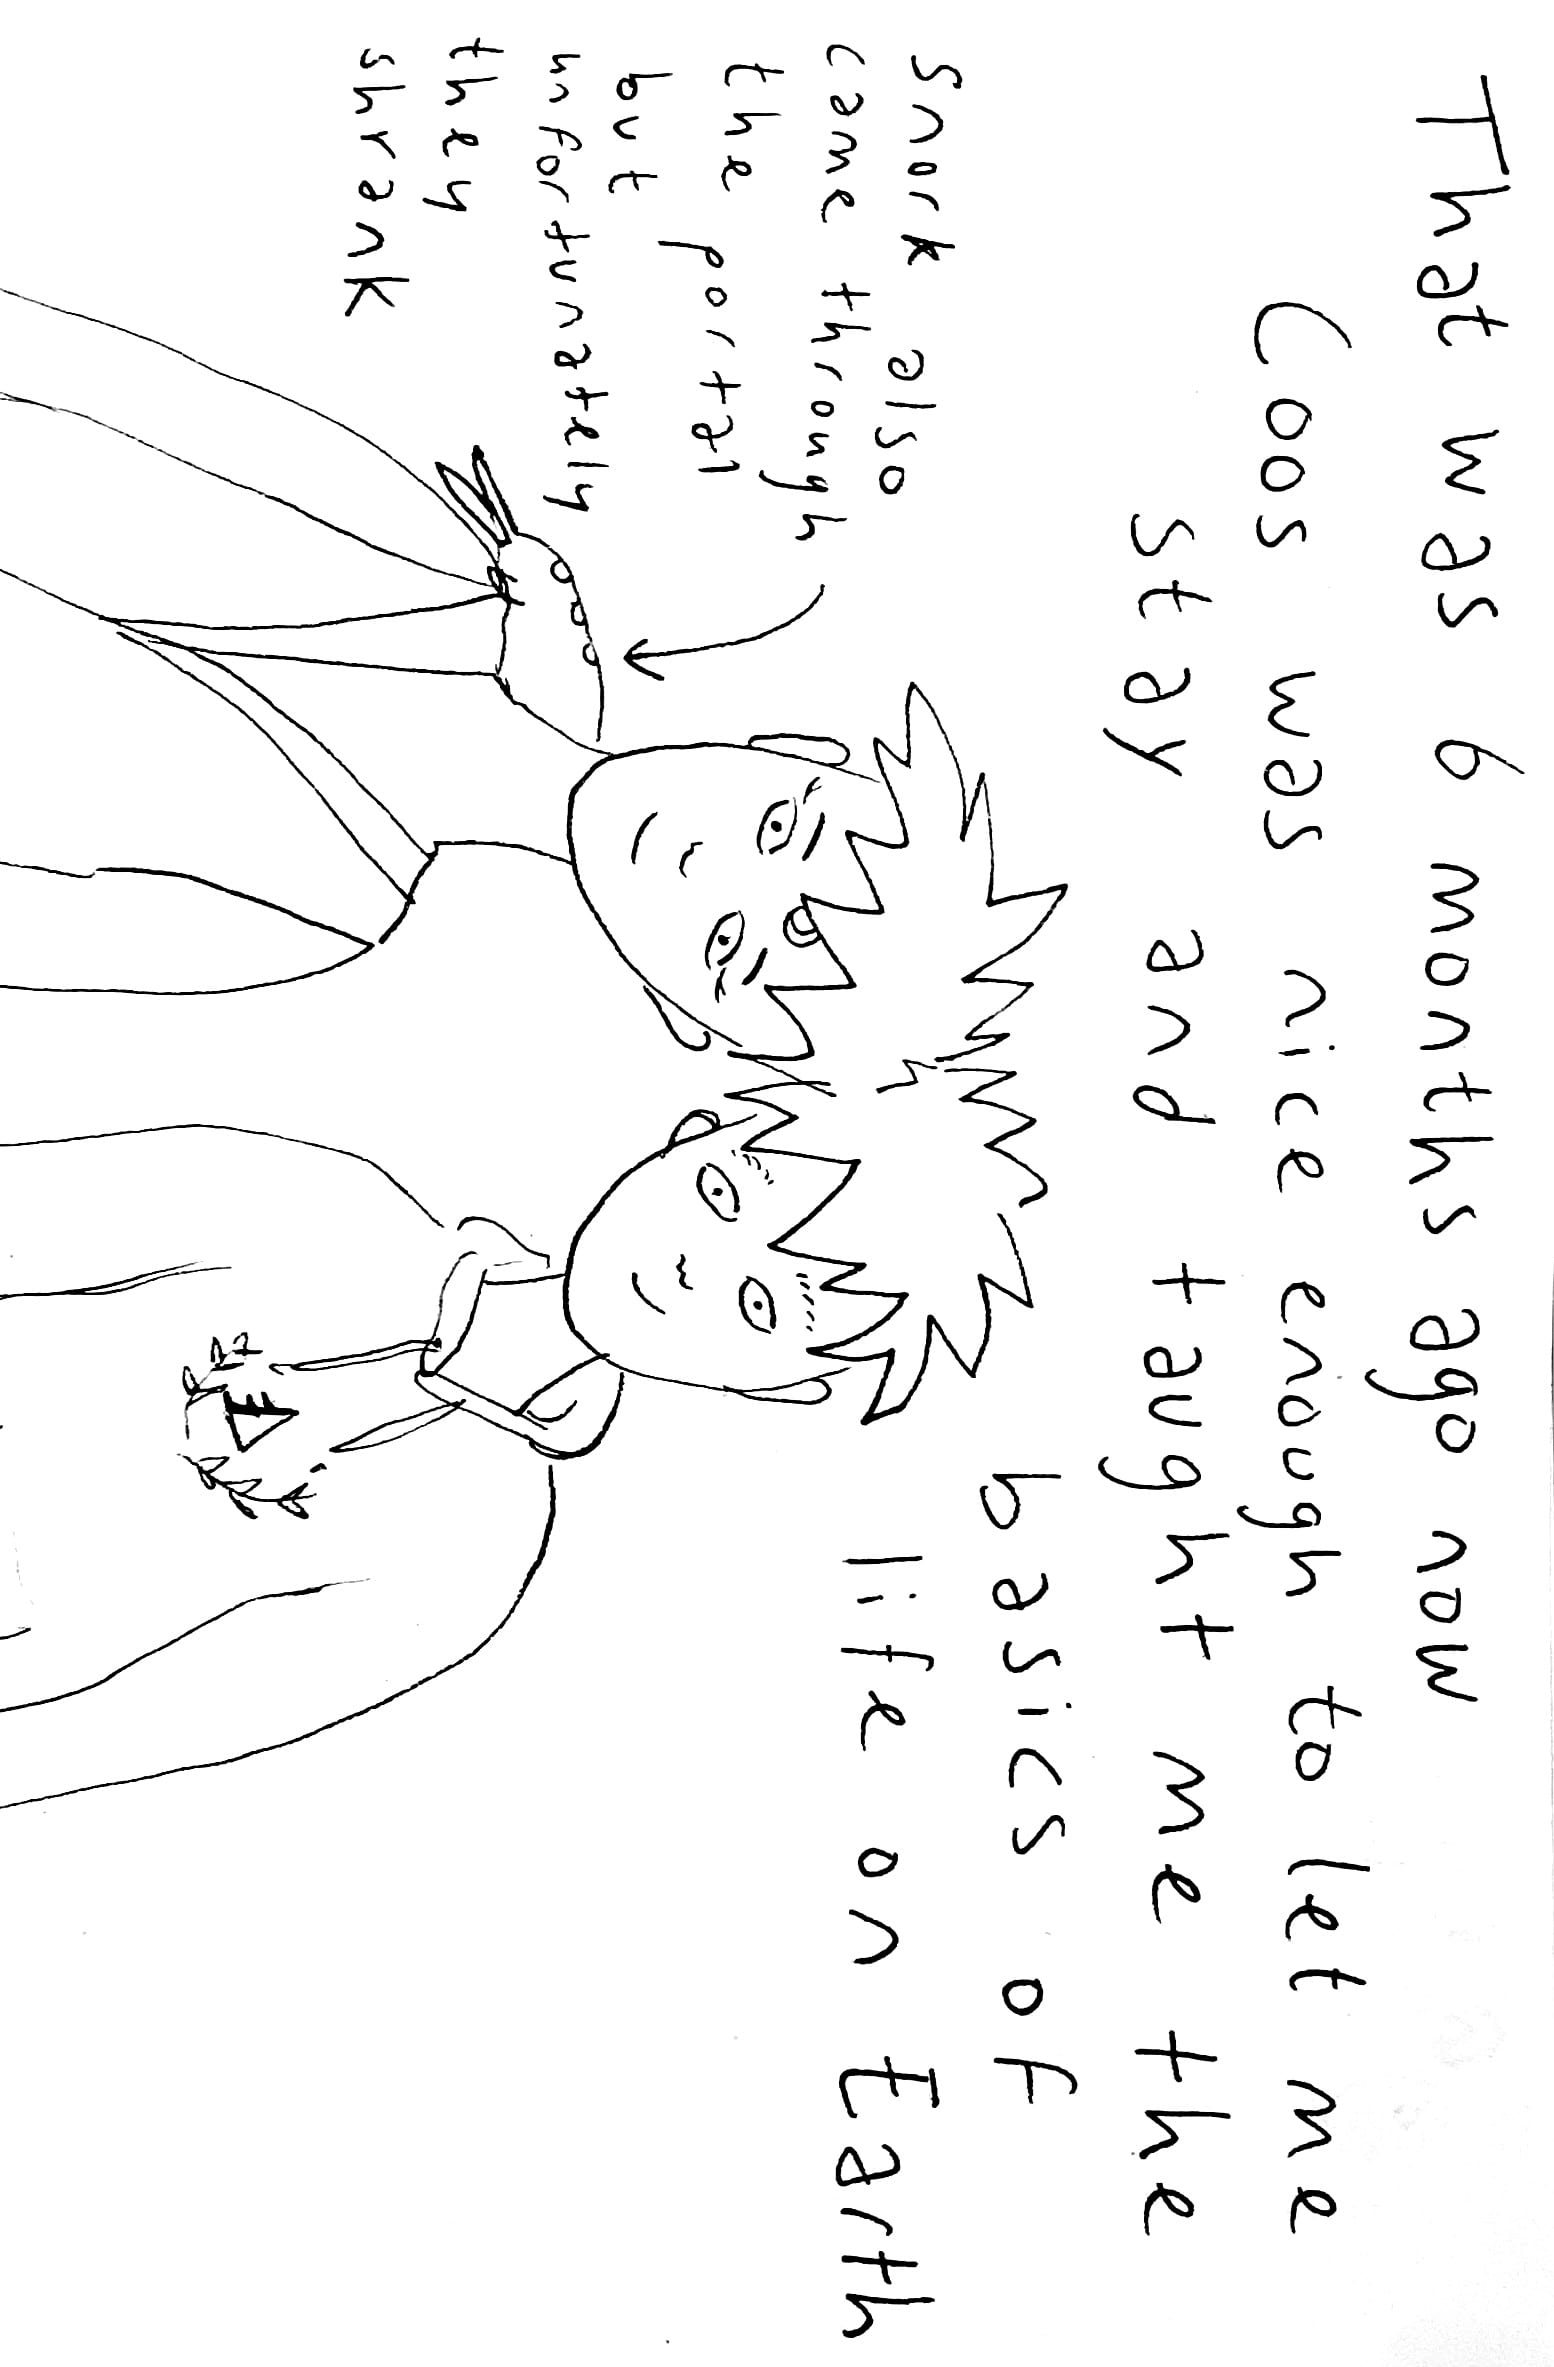 That was 6 months ago now
Coos was nice enough to let me
stay and taught me the
basics of
life on Earth
Snork also
came through
the portal
but
unfortunately
they
shrank